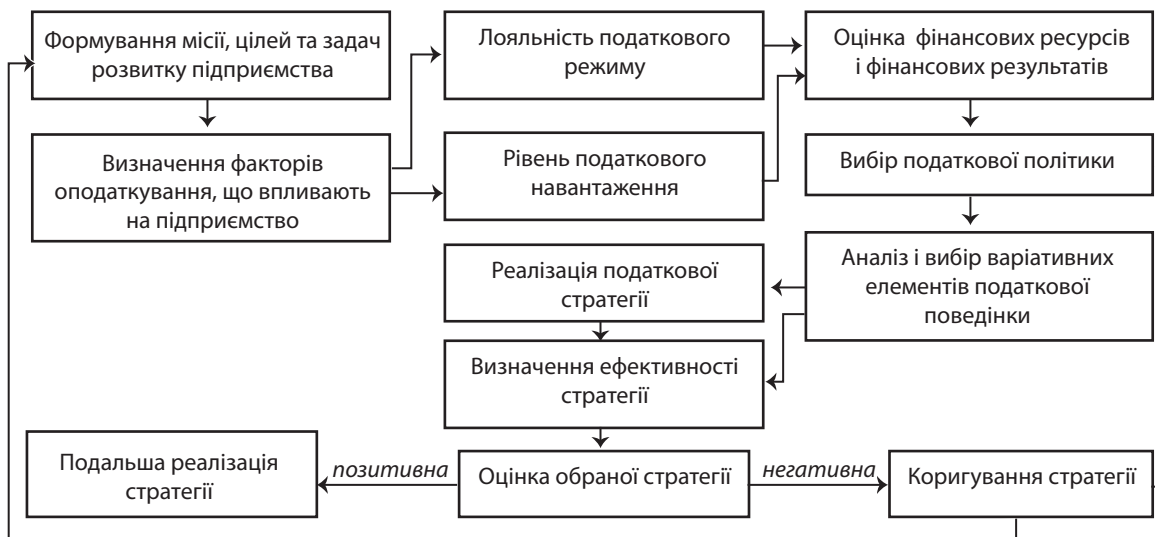 Формування місії, цілей та задач
розвитку підприємства
Лояльність податкового
режиму
Оцінка фінансових ресурсів
і фінансових результатів
Визначення факторів
оподаткування, що впливають
на підприємство
Рівень податкового
навантаження
Вибір податкової політики
Реалізація податкової
стратегії
Аналіз і вибір варіативних
елементів податкової
поведінки
Визначення ефективності
стратегії
Подальша реалізація
стратегії
позитивна
Оцінка обраної стратегії
негативна
Коригування стратегії